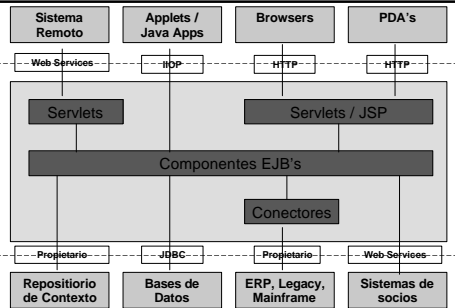 Sistema
Remoto
Applets /
Java Apps
Browsers
PDA's
Web Services
IIOP
HTTP
HTTP
Servlets
Servlets / JSP
Componentes EJB's
Conectores
Propietario
JDBC
Propietario
Web Services
Repositiorio
de Contexto
Bases de
Datos
ERP, Legacy,
Mainframe
Sistemas de
socios